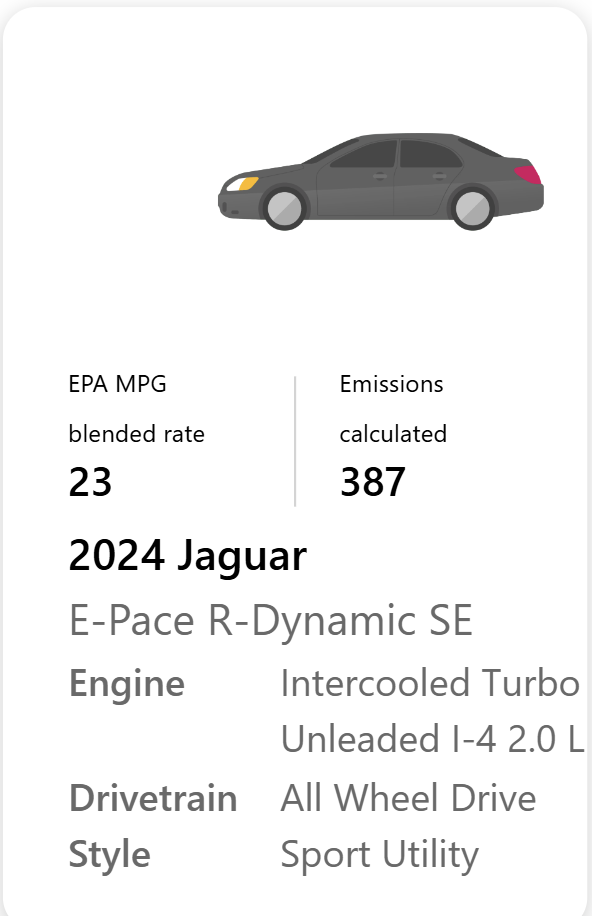 EPA MPG
blended rate
23
Emissions
calculated
387
2024 Jaguar
E-Pace R-Dynamic SE
Engine Intercooled Turbo
Unleaded I-4 2.0 L
Drivetrain All Wheel Drive
Style Sport Utility